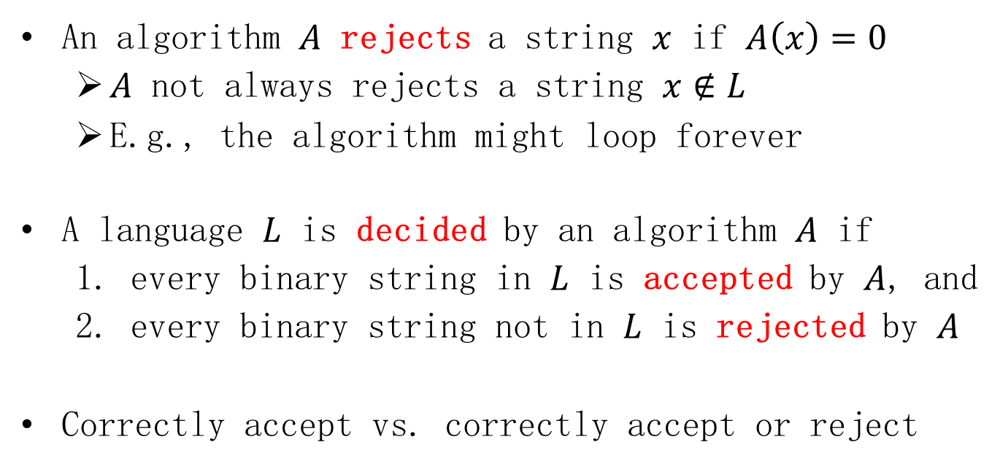 • An algorithm A rejects a string x if A(x) = 0
➢ A not always rejects a string x ∉ L
➢ E.g., the algorithm might loop forever
• A language L is decided by an algorithm A if
1. every binary string in L is accepted by A, and
2. every binary string not in L is rejected by A
• Correctly accept vs. correctly accept or reject